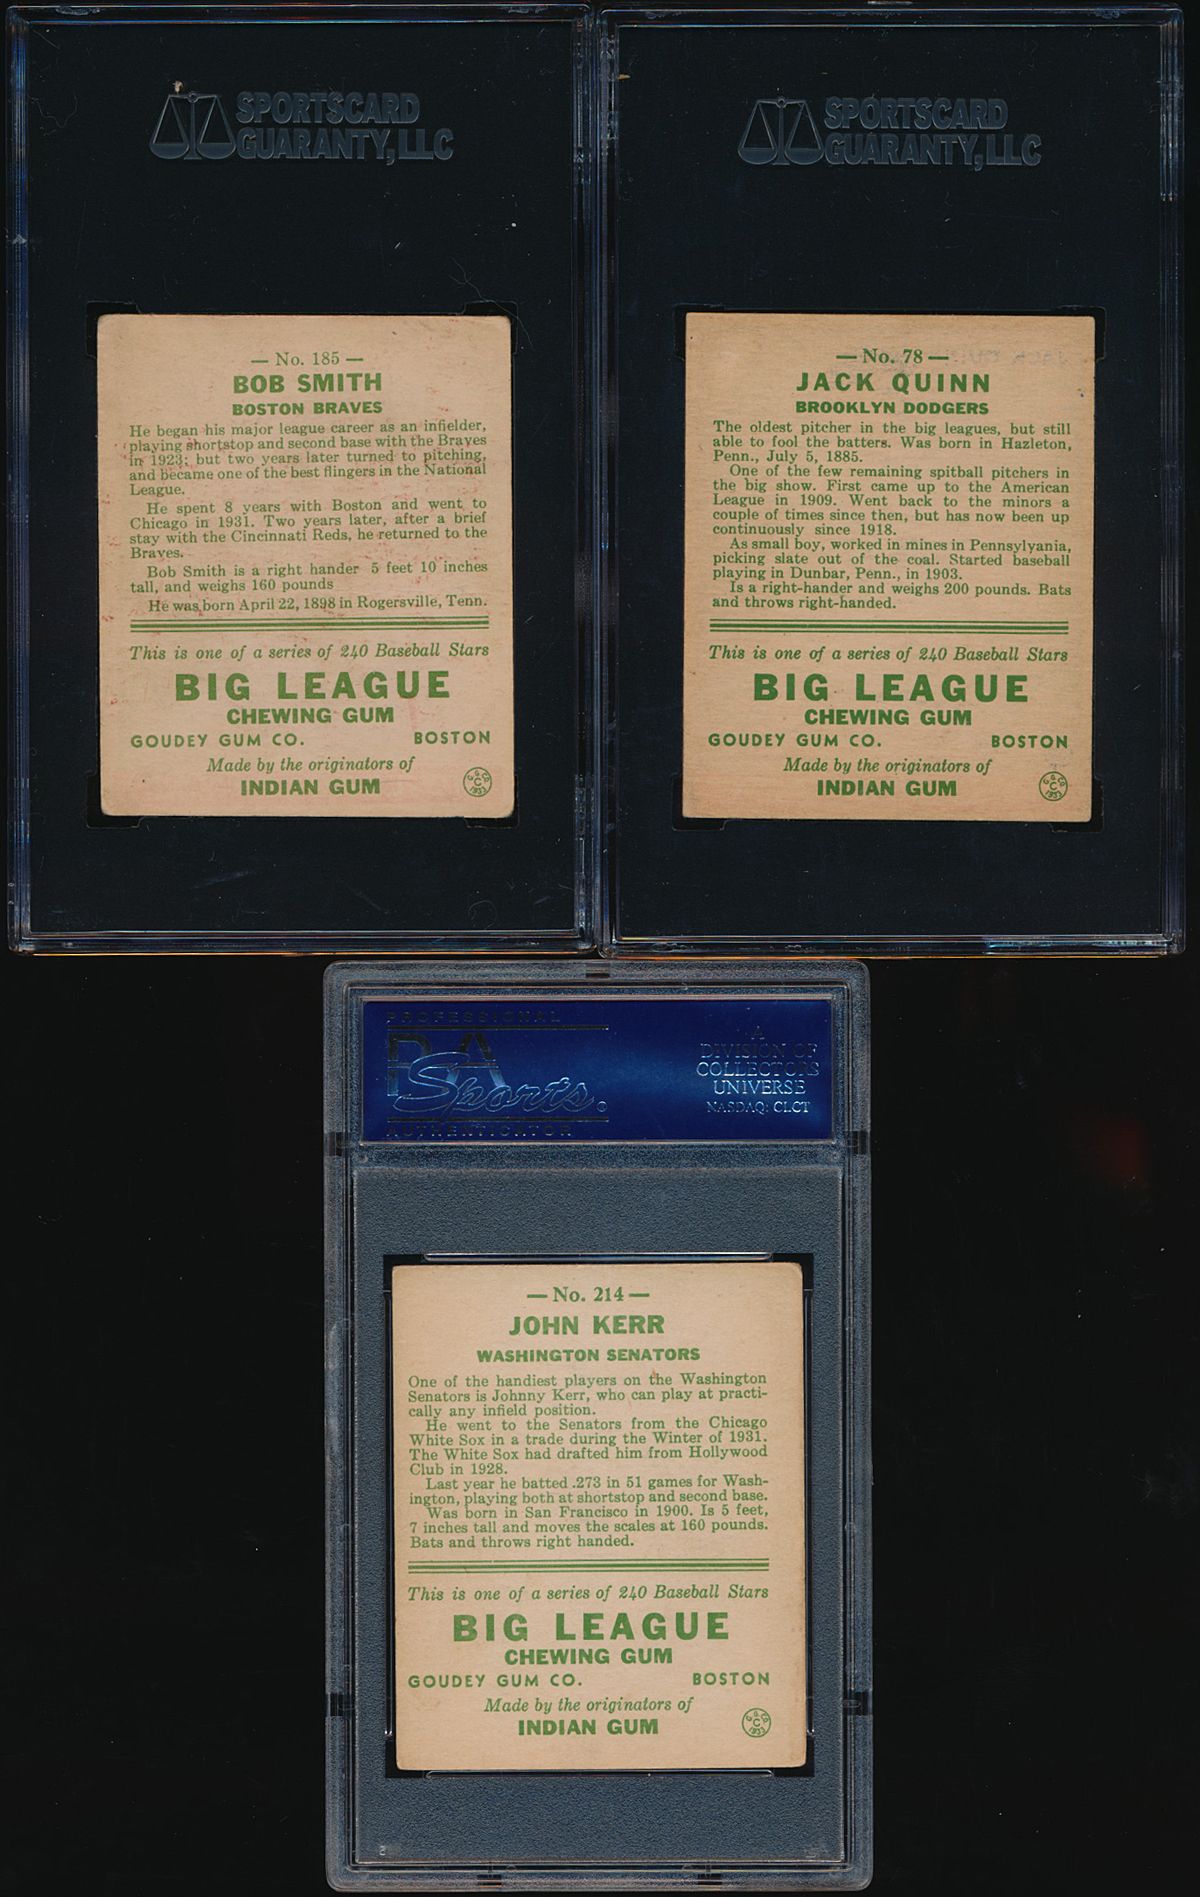 SPORTSCARD
GUARANTY, LLC
— No. 185 —
BOB SMITH
BOSTON BRAVES
He began his major league career as an infielder,
playing shortstop and second base with the Braves
in 1923; but two years later turned to pitching,
and became one of the best flingers in the National
League.
He spent 8 years with Boston and went to
Chicago in 1931. Two years later, after a brief
stay with the Cincinnati Reds, he returned to the
Braves.
Bob Smith is a right hander 5 feet 10 inches
tall, and weighs 160 pounds
He was born April 22, 1898 in Rogersville, Tenn.
This is one of a series of 240 Baseball Stars
BIG LEAGUE
CHEWING GUM
GOUDEY GUM CO. BOSTON
Made by the originators of
INDIAN GUM
G. G. CO.
C
1933
SPORTSCARD
GUARANTY, LLC
— No. 78 —
JACK QUINN
BROOKLYN DODGERS
The oldest pitcher in the big leagues, but still
able to fool the batters. Was born in Hazleton,
Penn., July 5, 1885.
One of the few remaining spitball pitchers in
the big show. First came up to the American
League in 1909. Went back to the minors a
couple of times since then, but has now been up
continuously since 1918.
As small boy, worked in mines in Pennsylvania,
picking slate out of the coal. Started baseball
playing in Dunbar, Penn., in 1903.
Is a right-hander and weighs 200 pounds. Bats
and throws right-handed.
This is one of a series of 240 Baseball Stars
BIG LEAGUE
CHEWING GUM
GOUDEY GUM CO. BOSTON
Made by the originators of
INDIAN GUM
G. G. CO.
C
1933
PROFESSIONAL
PSA
Sports
AUTHENTICATOR
A
DIVISION OF
COLLECTORS
UNIVERSE
NASDAQ: CLCT
— No. 214 —
JOHN KERR
WASHINGTON SENATORS
One of the handiest players on the Washington
Senators is Johnny Kerr, who can play at practi-
cally any infield position.
He went to the Senators from the Chicago
White Sox in a trade during the Winter of 1931.
The White Sox had drafted him from Hollywood
Club in 1928.
Last year he batted .273 in 51 games for Wash-
ington, playing both at shortstop and second base.
Was born in San Francisco in 1900. Is 5 feet,
7 inches tall and moves the scales at 160 pounds.
Bats and throws right handed.
This is one of a series of 240 Baseball Stars
BIG LEAGUE
CHEWING GUM
GOUDEY GUM CO. BOSTON
Made by the originators of
INDIAN GUM
G. G. CO.
C
1933